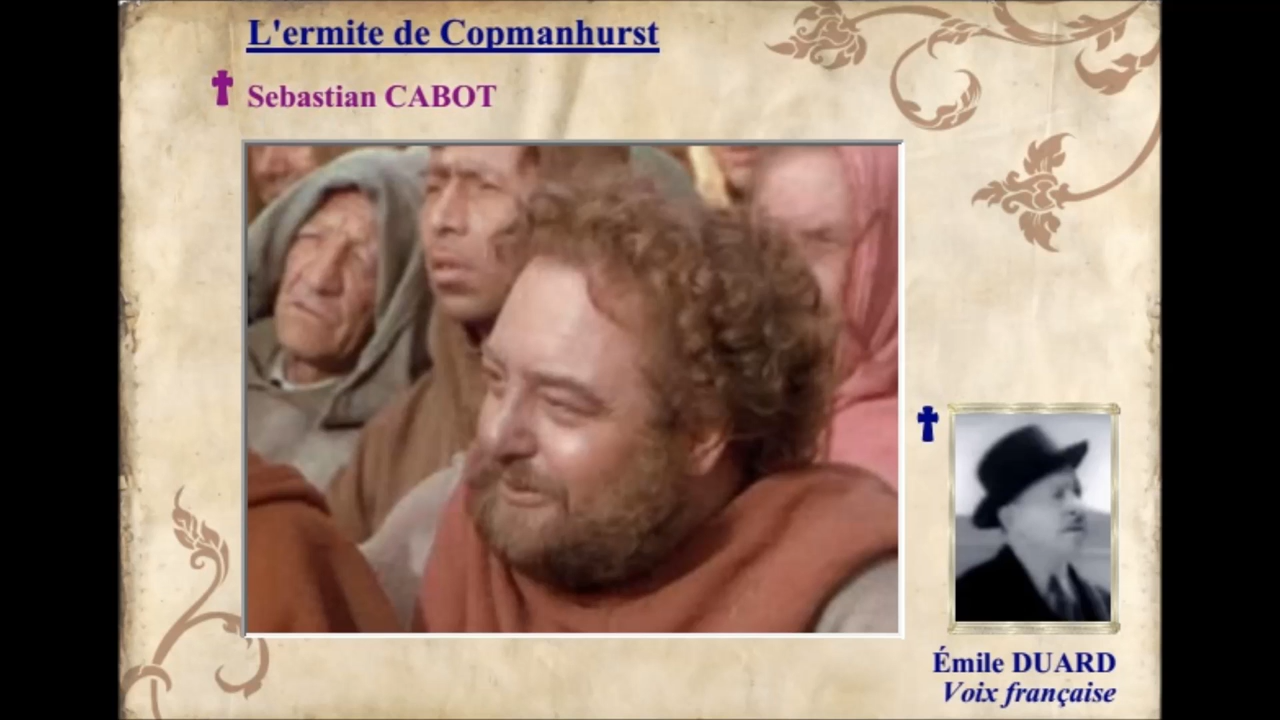 L'ermite de Copmanhurst
Sebastian CABOT
Émile DUARD
Voix française